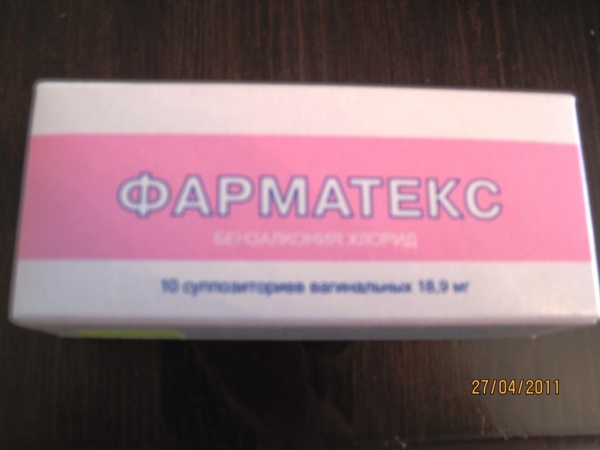 ФАРМАТЕКС
БЕНЗАЛКОНИЯ ХЛОРИД
10 суппозиториев вагинальных 18,9 мг
27/04/2011